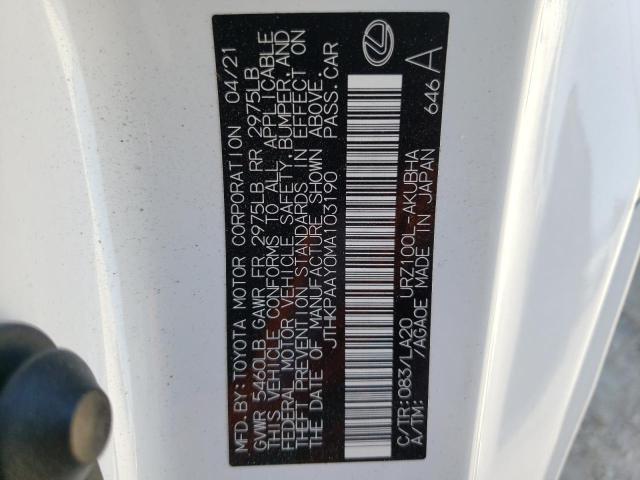 MFD.BY:TOYOTA MOTOR CORPORATION 04/21
GVWR 5460LB GAWR FR 2975LB RR 2975LB
THIS VEHICLE CONFORMS TO ALL APPLICABLE
FEDERAL MOTOR VEHICLE SAFETY, BUMPER, AND
THEFT PREVENTION STANDARDS IN EFFECT ON
THE DATE OF MANUFACTURE SHOWN ABOVE.
JTHKPAAY0MA103190 PASS.CAR
C/TR:083/LA20 URZ100L-AKUBHA
A/TM: /AGA0E MADE IN JAPAN
646A